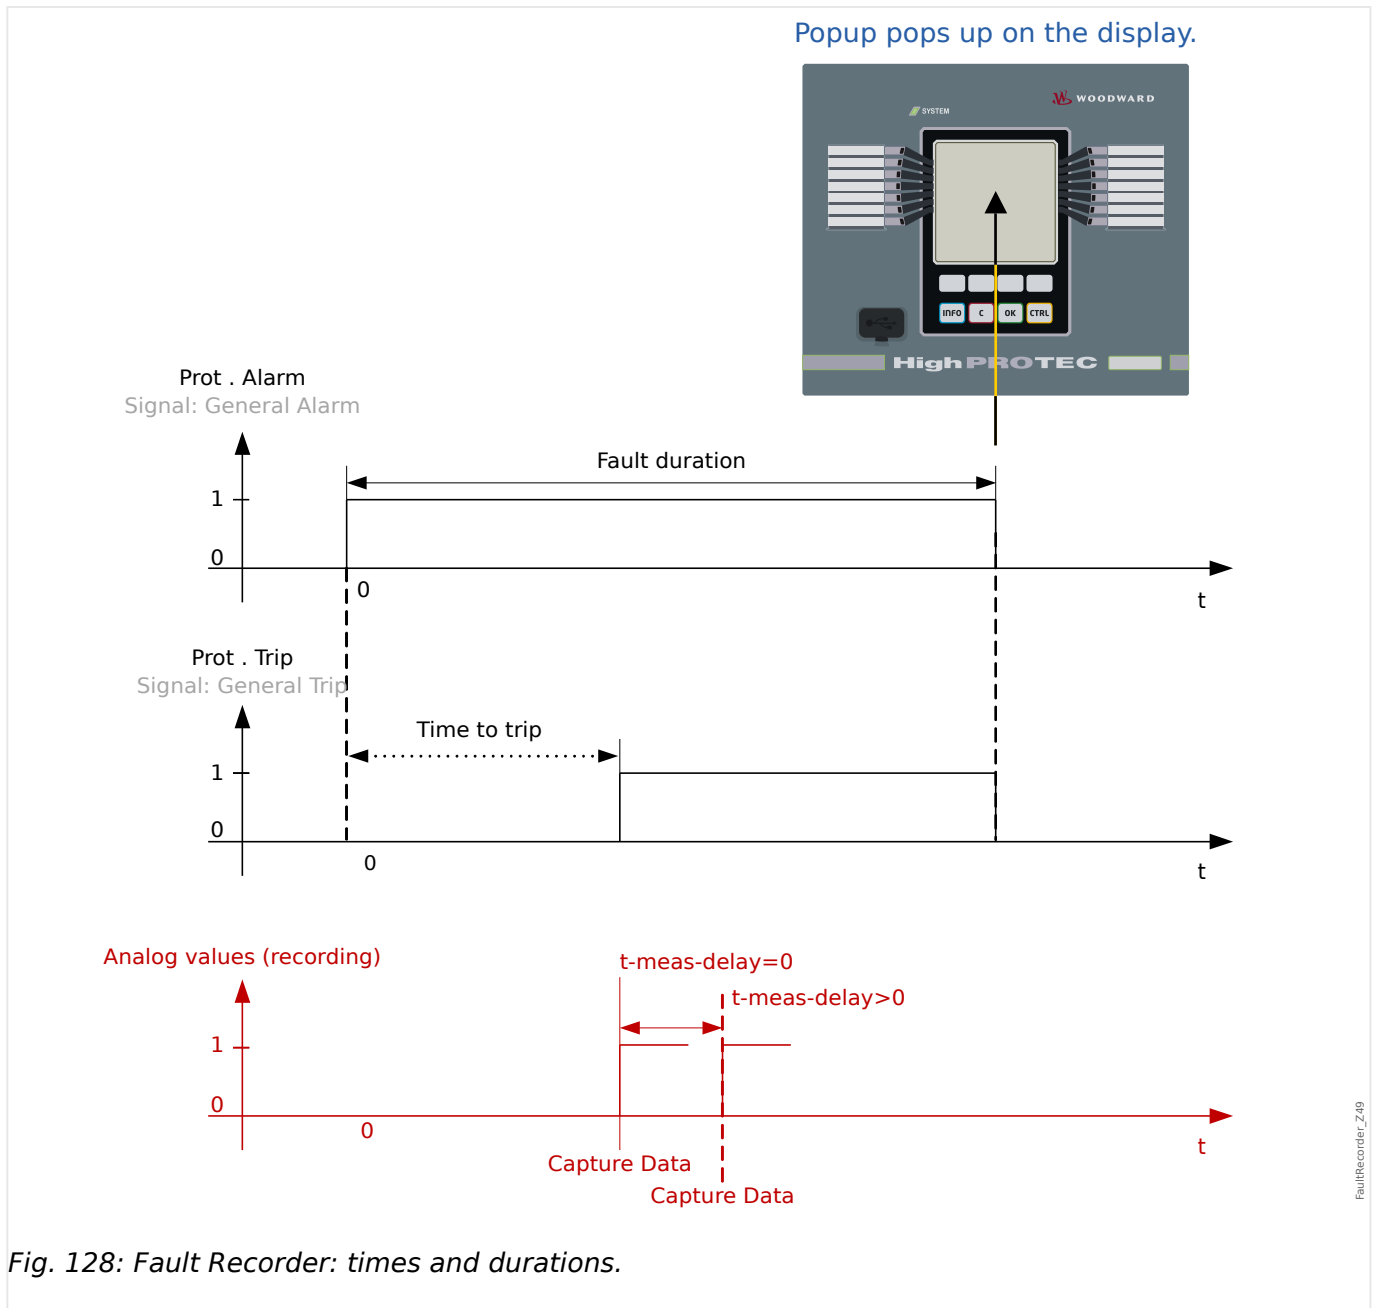 Popup pops up on the display.
WOODWARD
SYSTEM
INFO
C
OK
CTRL
HighPROTEC
Prot . Alarm
Signal: General Alarm
Fault duration
1
0
0
t
Prot . Trip
Signal: General Trip
Time to trip
1
0
0
t
Analog values (recording)
t-meas-delay=0
t-meas-delay>0
1
0
0
t
Capture Data
Capture Data
FaultRecorder_Z49
Fig. 128: Fault Recorder: times and durations.